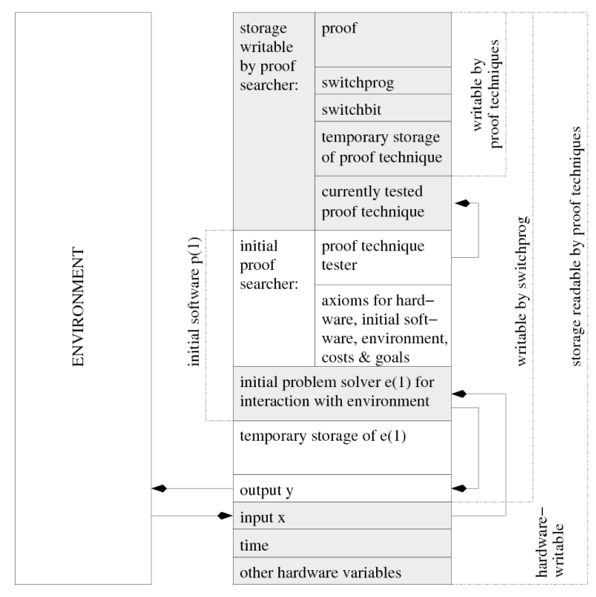 ENVIRONMENT
initial software p(1)
storage
writable
by proof
searcher:
proof
switchprog
switchbit
temporary storage
of proof technique
currently tested
proof technique
initial
proof
searcher:
proof technique
tester
axioms for hard−
ware, initial soft−
ware, environment,
costs & goals
initial problem solver e(1) for
interaction with environment
temporary storage of e(1)
output y
input x
time
other hardware variables
writable by
proof techniques
writable by switchprog
storage readable by proof techniques
hardware−
writable